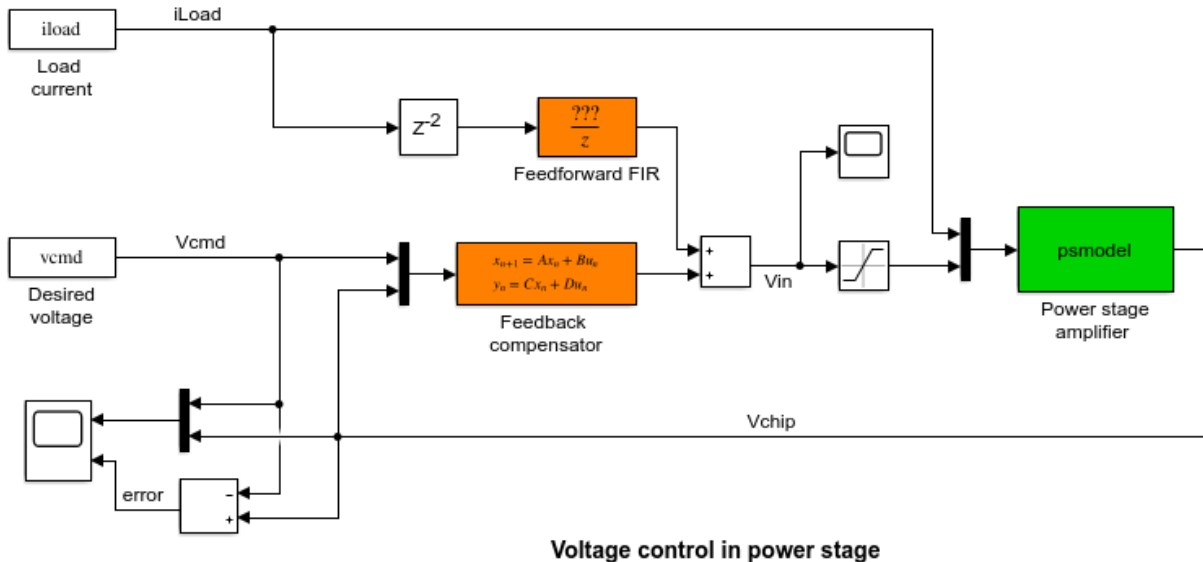 iLoad
iload
Load
current
Z-2
???
z
Feedforward FIR
Vcmd
vcmd
Desired
voltage
xn+1 = Axn + Bun
yn = Cxn + Dun
Feedback
compensator
+
+
Vin
psmodel
Power stage
amplifier
Vchip
error
-
+
Voltage control in power stage